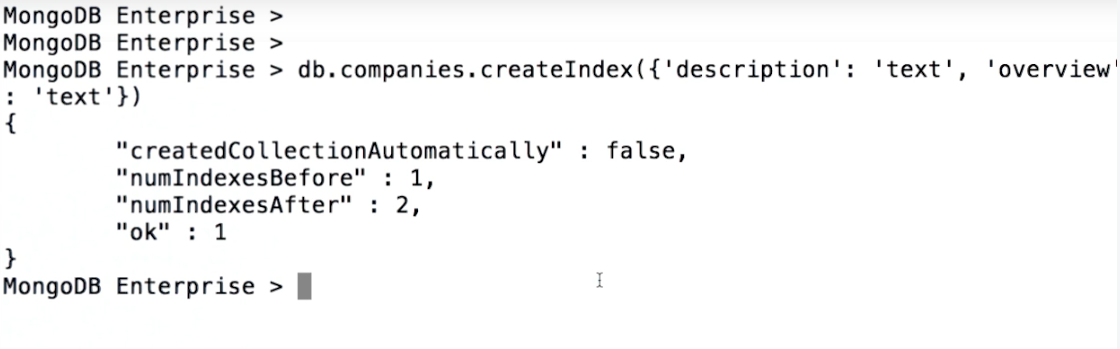 MongoDB Enterprise >
MongoDB Enterprise >
MongoDB Enterprise > db.companies.createIndex({'description': 'text', 'overview'
: 'text'})
{
        "createdCollectionAutomatically" : false,
        "numIndexesBefore" : 1,
        "numIndexesAfter" : 2,
        "ok" : 1
}
MongoDB Enterprise >